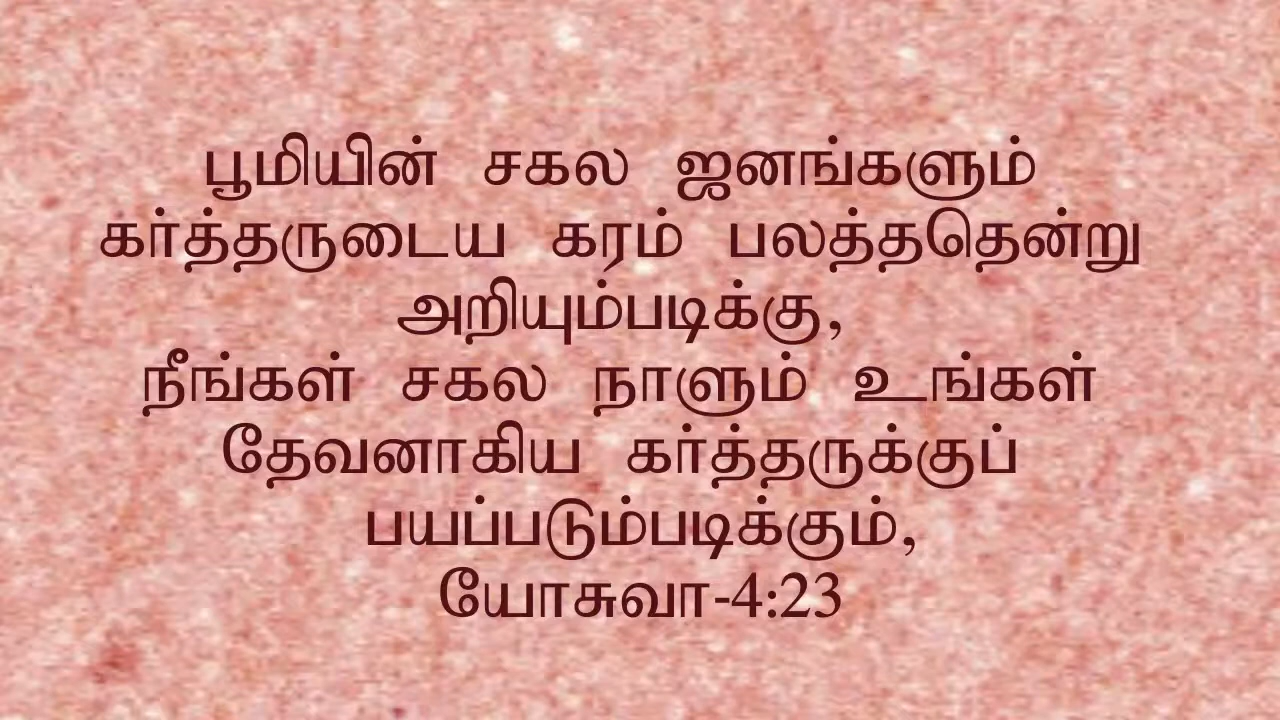 பூமியின் சகல ஜனங்களும்
கர்த்தருடைய கரம் பலத்ததென்று
அறியும்படிக்கு,
நீங்கள் சகல நாளும் உங்கள்
தேவனாகிய கர்த்தருக்குப்
பயப்படும்படிக்கும்,
யோசுவா-4:23